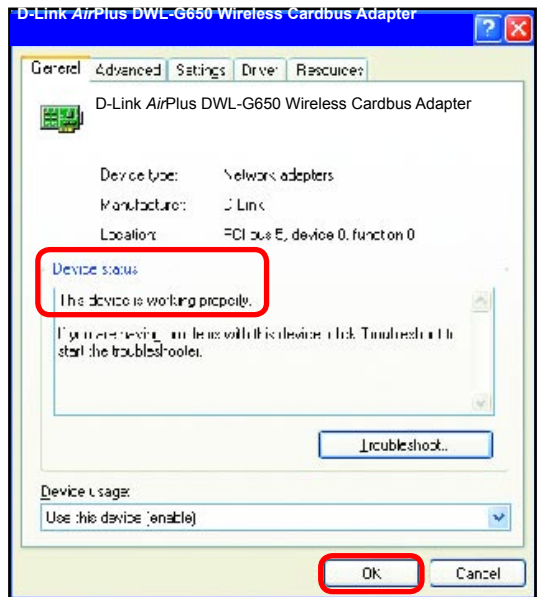 D-Link AirPlus DWL-G650 Wireless Cardbus Adapter
General Advanced Settings Driver Resources
D-Link AirPlus DWL-G650 Wireless Cardbus Adapter
Device type: Network adapters
Manufacturer: D-Link
Location: PCI bus 5, device 0, function 0
Device status
This device is working properly.
If you are having problems with this device, click Troubleshoot to
start the troubleshooter.
Troubleshoot...
Device usage:
Use this device (enable)
OK Cancel